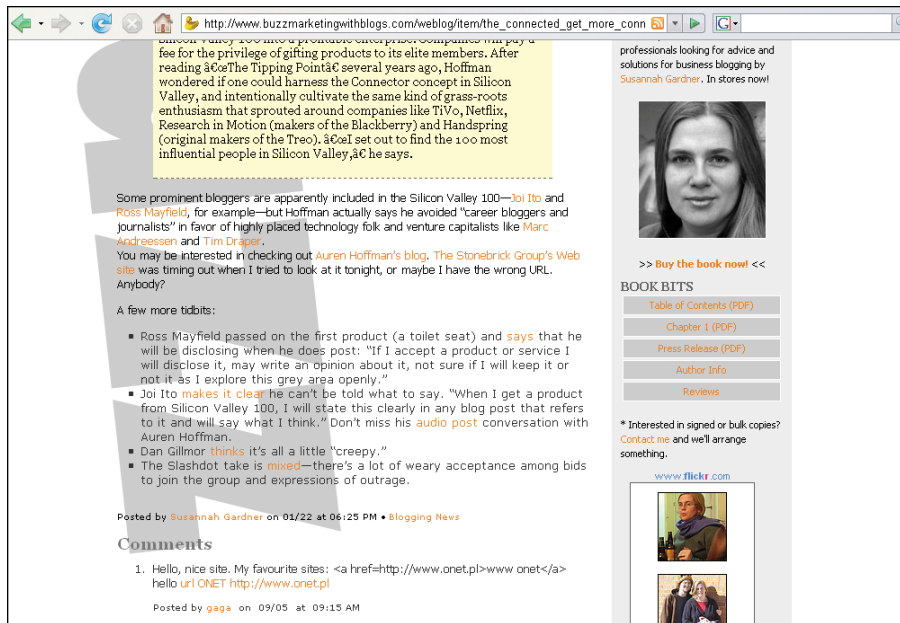 http://www.buzzmarketingwithblogs.com/weblog/item/the_connected_get_more_conn
G
Silicon Valley 100 into a profitable enterprise. Companies will pay a
fee for the privilege of gifting products to its elite members. After
reading â€œThe Tipping Pointâ€ several years ago, Hoffman
wondered if one could harness the Connector concept in Silicon
Valley, and intentionally cultivate the same kind of grass-roots
enthusiasm that sprouted around companies like TiVo, Netflix,
Research in Motion (makers of the Blackberry) and Handspring
(original makers of the Treo). â€œI set out to find the 100 most
influential people in Silicon Valley,â€ he says.
Some prominent bloggers are apparently included in the Silicon Valley 100—Joi Ito and
Ross Mayfield, for example—but Hoffman actually says he avoided "career bloggers and
journalists" in favor of highly placed technology folk and venture capitalists like Marc
Andreessen and Tim Draper.
You may be interested in checking out Auren Hoffman's blog. The Stonebrick Group's Web
site was timing out when I tried to look at it tonight, or maybe I have the wrong URL.
Anybody?
A few more tidbits:
▪ Ross Mayfield passed on the first product (a toilet seat) and says that he
will be disclosing when he does post: "If I accept a product or service I
will disclose it, may write an opinion about it, not sure if I will keep it or
not it as I explore this grey area openly."
▪ Joi Ito makes it clear he can't be told what to say. "When I get a product
from Silicon Valley 100, I will state this clearly in any blog post that refers
to it and will say what I think." Don't miss his audio post conversation with
Auren Hoffman.
▪ Dan Gillmor thinks it's all a little "creepy."
▪ The Slashdot take is mixed—there's a lot of weary acceptance among bids
to join the group and expressions of outrage.
Posted by Susannah Gardner on 01/22 at 06:25 PM • Blogging News
Comments
1. Hello, nice site. My favourite sites: <a href=http://www.onet.pl>www onet</a>
hello url ONET http://www.onet.pl
Posted by gaga on 09/05 at 09:15 AM
professionals looking for advice and
solutions for business blogging by
Susannah Gardner. In stores now!
>> Buy the book now! <<
BOOK BITS
Table of Contents (PDF)
Chapter 1 (PDF)
Press Release (PDF)
Author Info
Reviews
* Interested in signed or bulk copies?
Contact me and we'll arrange
something.
www.flickr.com